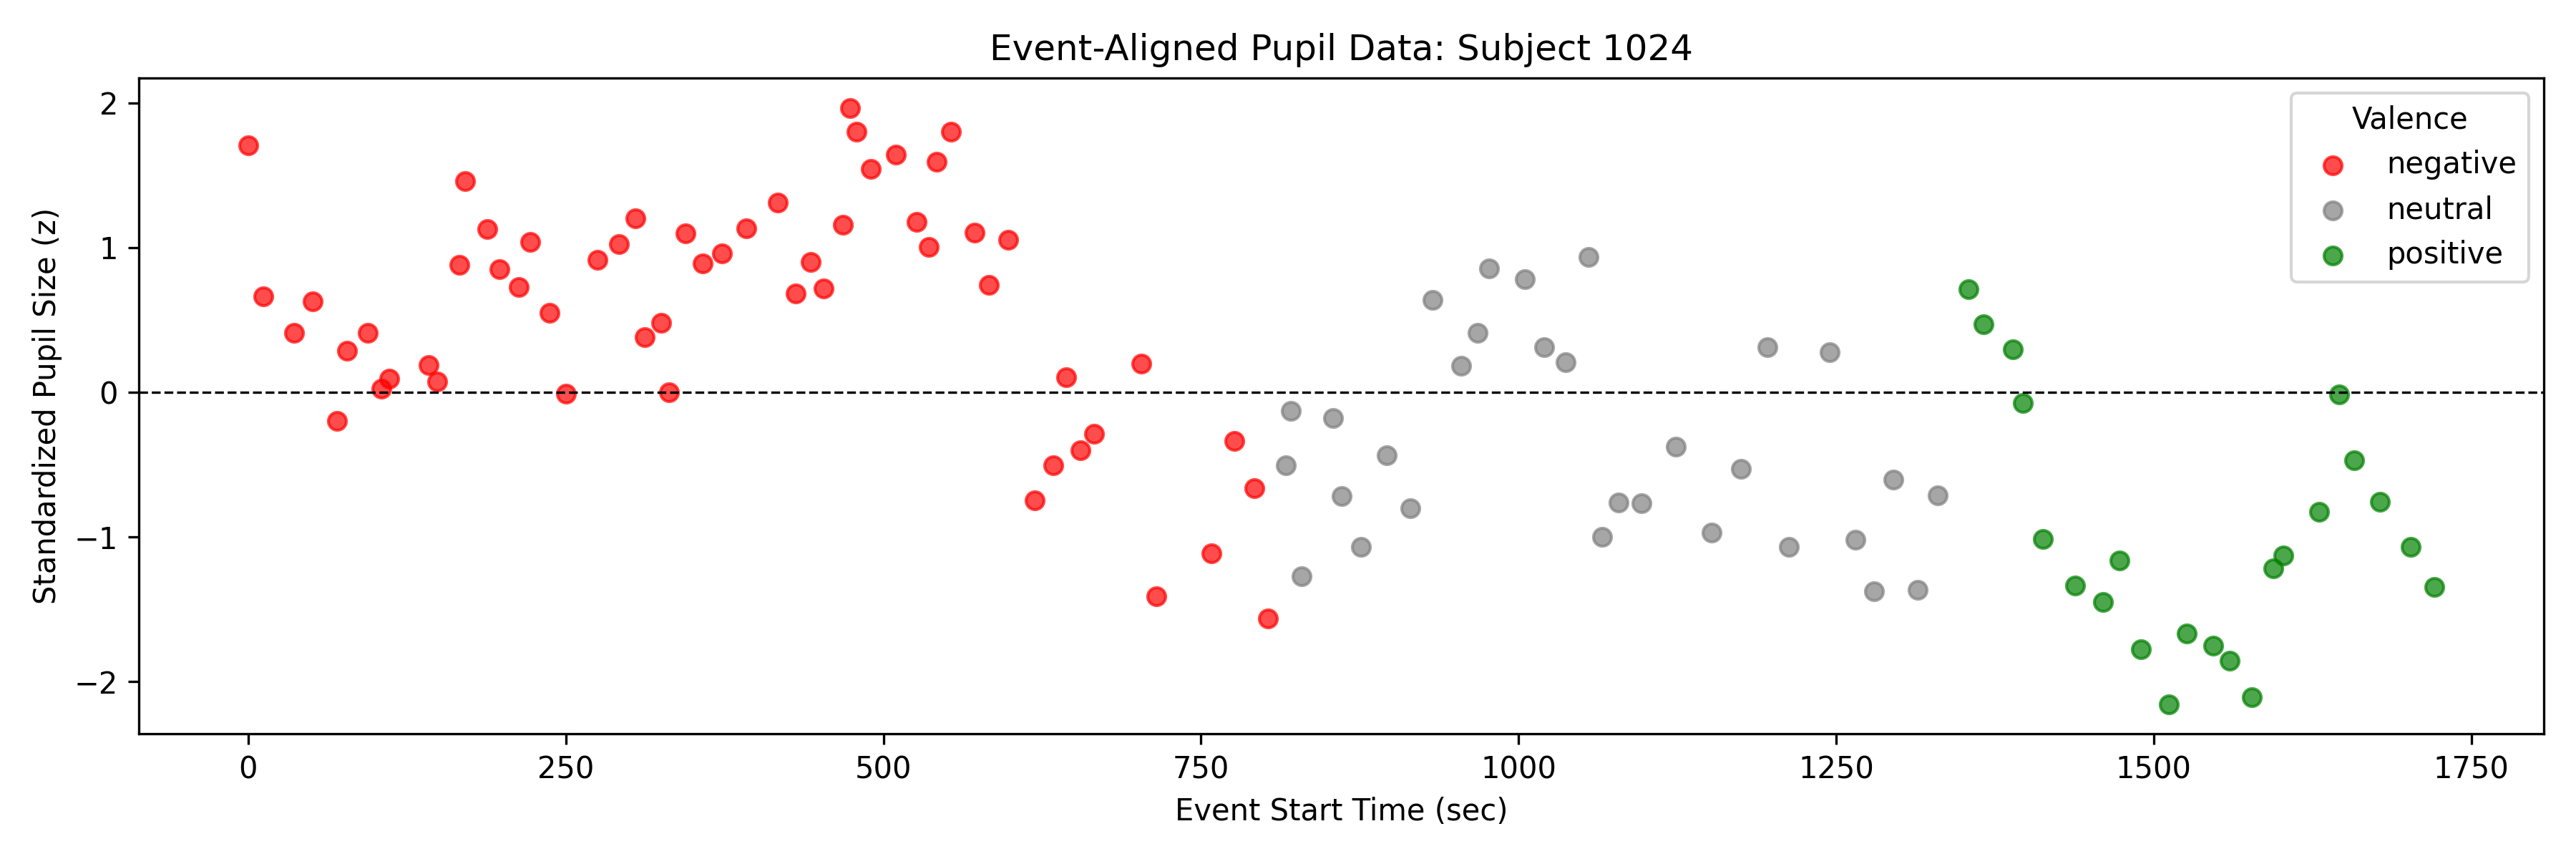 Event-Aligned Pupil Data: Subject 1024
Standardized Pupil Size (z)
2
1
0
−1
−2
Valence
negative
neutral
positive
0 250 500 750 1000 1250 1500 1750
Event Start Time (sec)